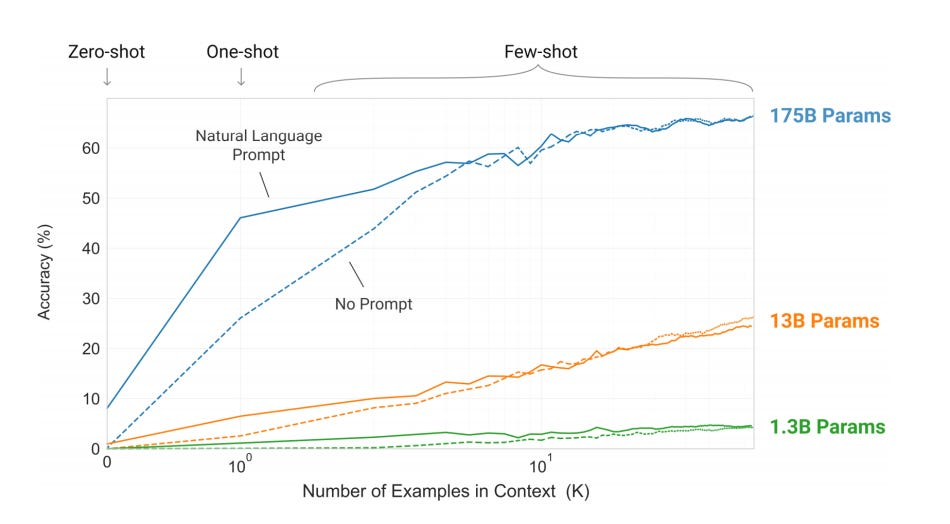 Zero-shot
One-shot
Few-shot
175B Params
Natural Language
Prompt
No Prompt
13B Params
1.3B Params
Accuracy (%)
60
50
40
30
20
10
0
0
10⁰
10¹
Number of Examples in Context (K)